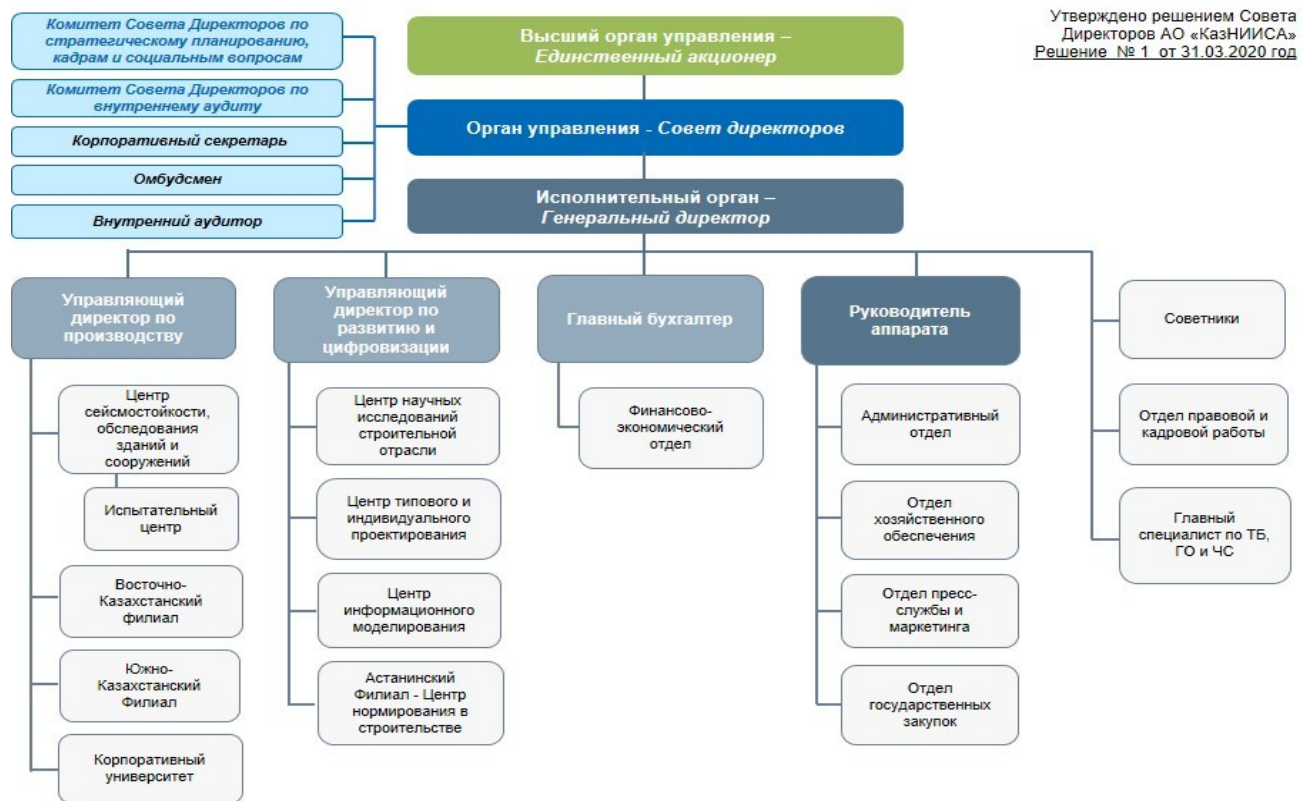 Комитет Совета Директоров по
стратегическому планированию,
кадрам и социальным вопросам
Комитет Совета Директоров по
внутреннему аудиту
Корпоративный секретарь
Омбудсмен
Внутренний аудитор
Высший орган управления –
Единственный акционер
Орган управления - Совет директоров
Исполнительный орган –
Генеральный директор
Утверждено решением Совета
Директоров АО «КазНИИСА»
Решение № 1 от 31.03.2020 год
Управляющий
директор по
производству
Центр
сейсмостойкости,
обследования
зданий и
сооружений
Испытательный
центр
Восточно-
Казахстанский
филиал
Южно-
Казахстанский
Филиал
Корпоративный
университет
Управляющий
директор по
развитию и
цифровизации
Центр научных
исследований
строительной
отрасли
Центр типового и
индивидуального
проектирования
Центр
информационного
моделирования
Астанинский
Филиал - Центр
нормирования в
строительстве
Главный бухгалтер
Финансово-
экономический
отдел
Руководитель
аппарата
Административный
отдел
Отдел
хозяйственного
обеспечения
Отдел пресс-
службы и
маркетинга
Отдел
государственных
закупок
Советники
Отдел правовой и
кадровой работы
Главный
специалист по ТБ,
ГО и ЧС